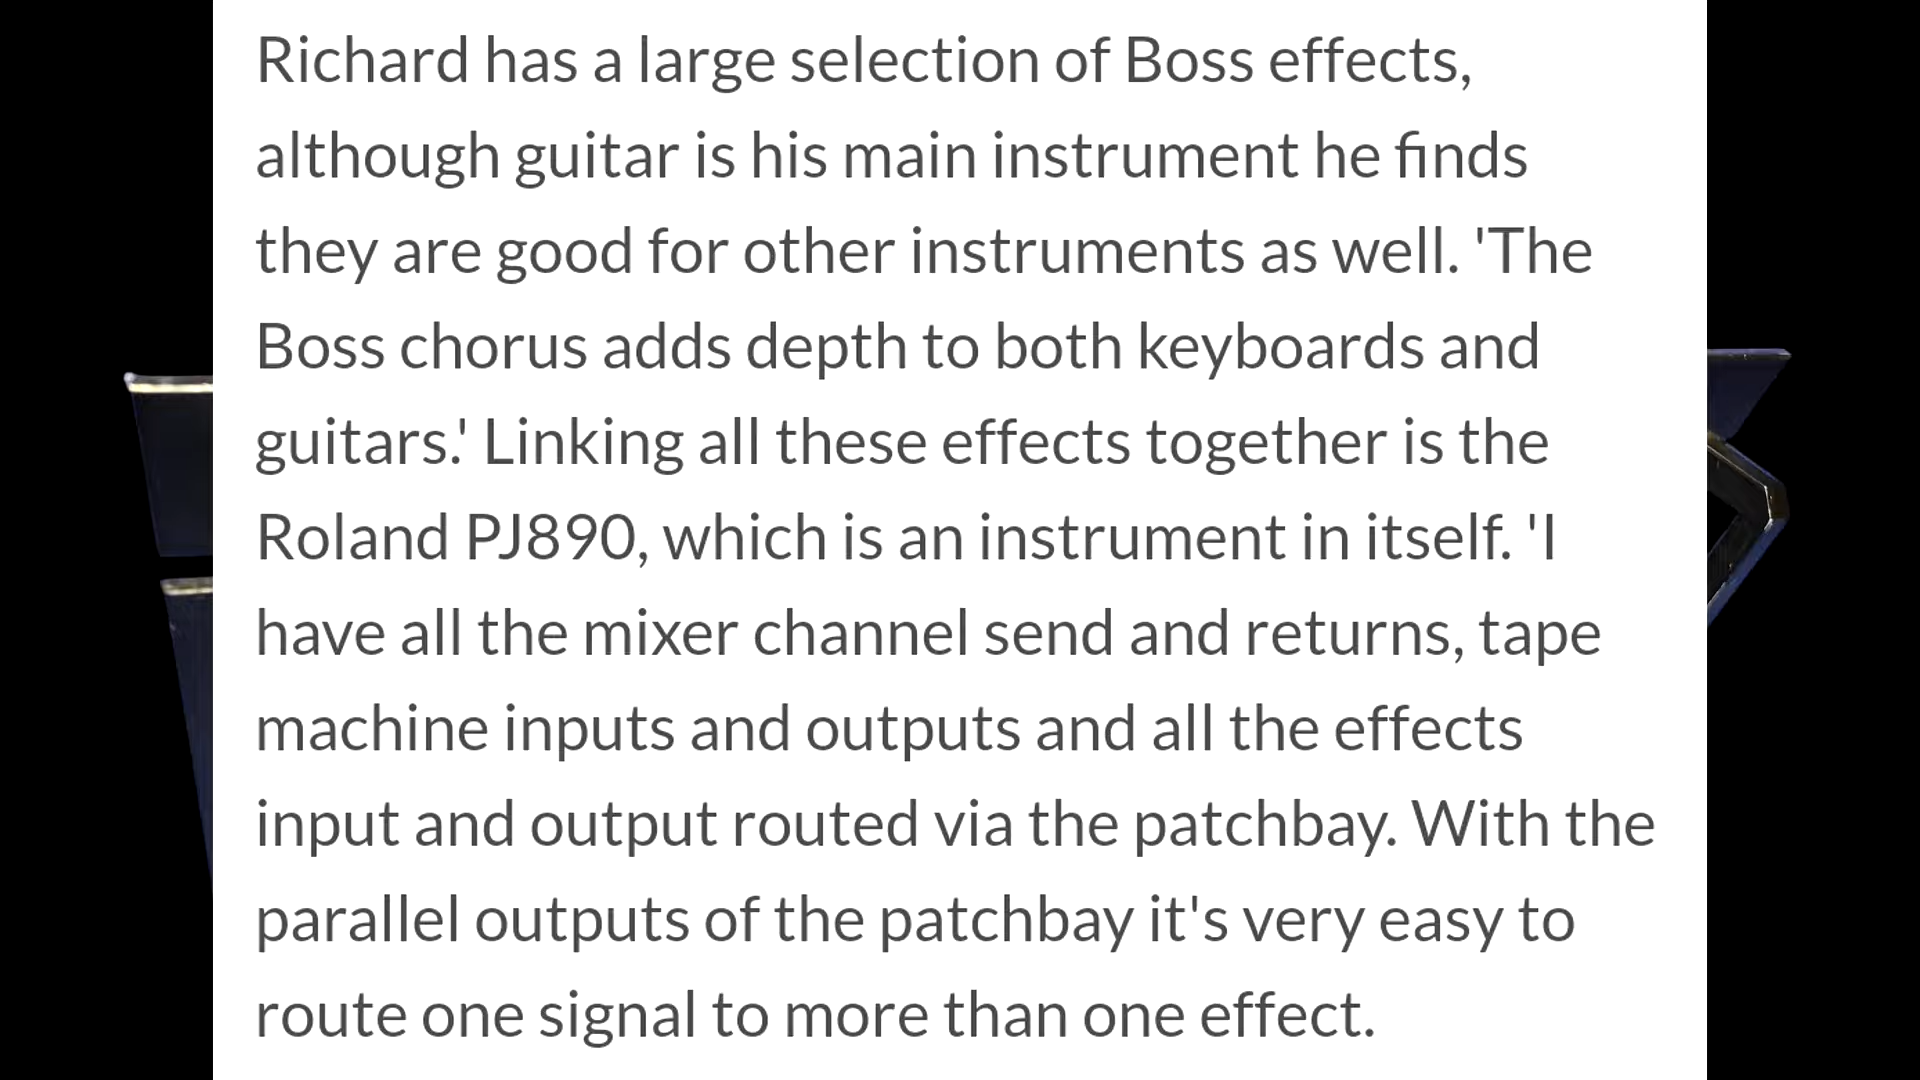 Richard has a large selection of Boss effects,
although guitar is his main instrument he finds
they are good for other instruments as well. 'The
Boss chorus adds depth to both keyboards and
guitars.' Linking all these effects together is the
Roland PJ890, which is an instrument in itself. 'I
have all the mixer channel send and returns, tape
machine inputs and outputs and all the effects
input and output routed via the patchbay. With the
parallel outputs of the patchbay it's very easy to
route one signal to more than one effect.